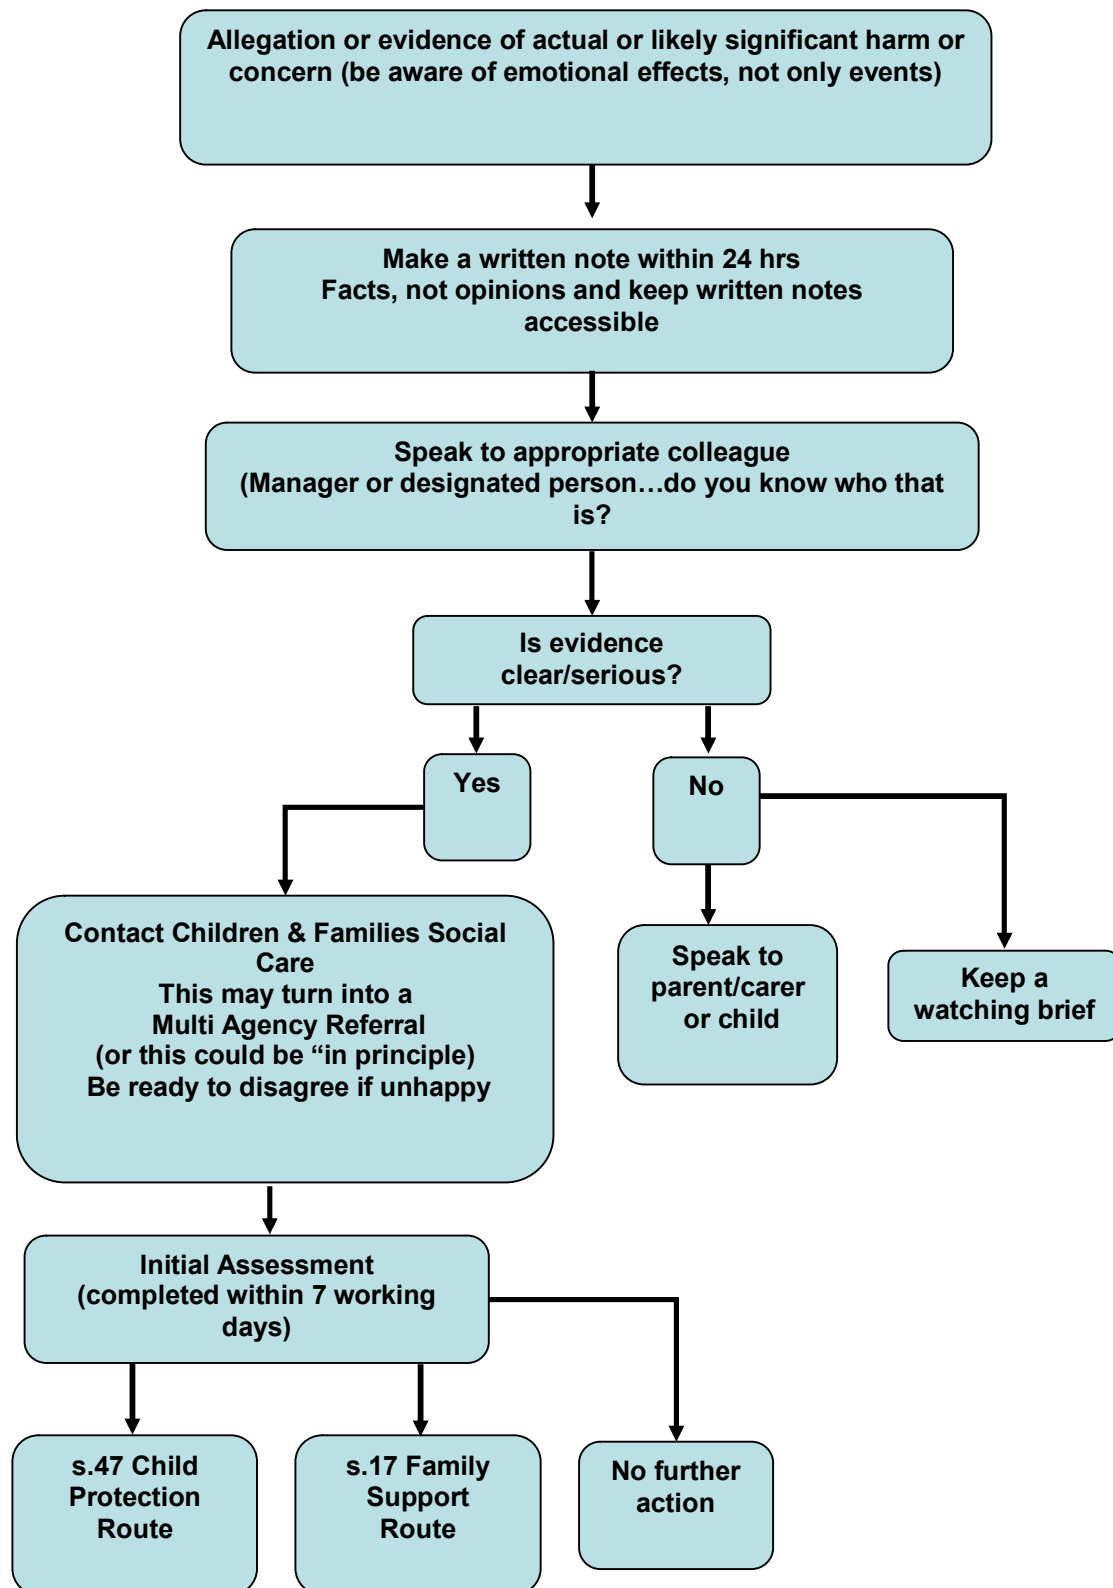 Allegation or evidence of actual or likely significant harm or
concern (be aware of emotional effects, not only events)
Make a written note within 24 hrs
Facts, not opinions and keep written notes
accessible
Speak to appropriate colleague
(Manager or designated person…do you know who that
is?
Is evidence
clear/serious?
Yes
No
Contact Children & Families Social
Care
This may turn into a
Multi Agency Referral
(or this could be “in principle)
Be ready to disagree if unhappy
Speak to
parent/carer
or child
Keep a
watching brief
Initial Assessment
(completed within 7 working
days)
s.47 Child
Protection
Route
s.17 Family
Support
Route
No further
action